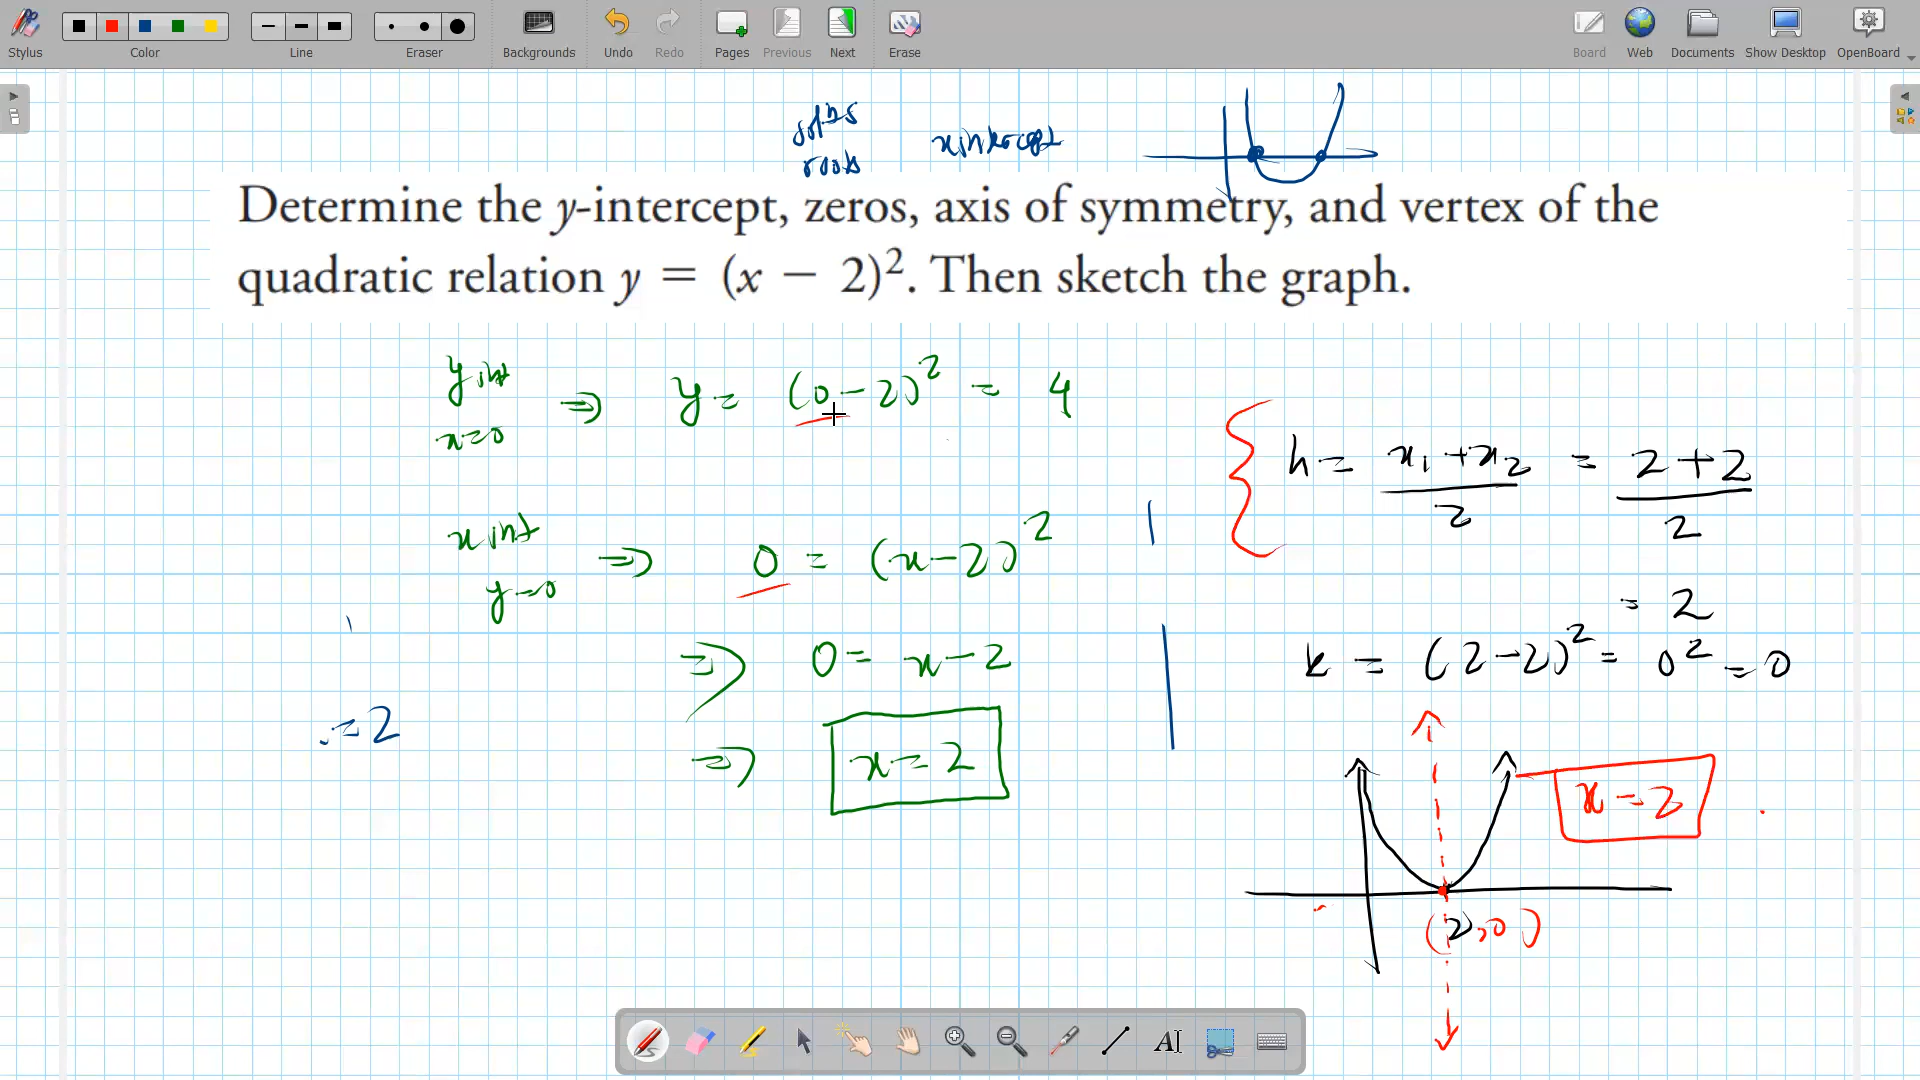 Stylus Color Line Eraser Backgrounds Undo Redo Pages Previous Next Erase Board Web Documents Show Desktop OpenBoard
roots xintercept
Determine the y-intercept, zeros, axis of symmetry, and vertex of the
quadratic relation y = (x − 2)². Then sketch the graph.
y int ⇒ y = (0-2)² = 4
x=0
h = x₁+x₂/2 = 2+2/2
= 2
x int ⇒ 0 = (x-2)²
y=0
⇒ 0 = x-2
k = (2-2)² = 0² = 0
= 2
⇒ x = 2
x = 2
(2,0)